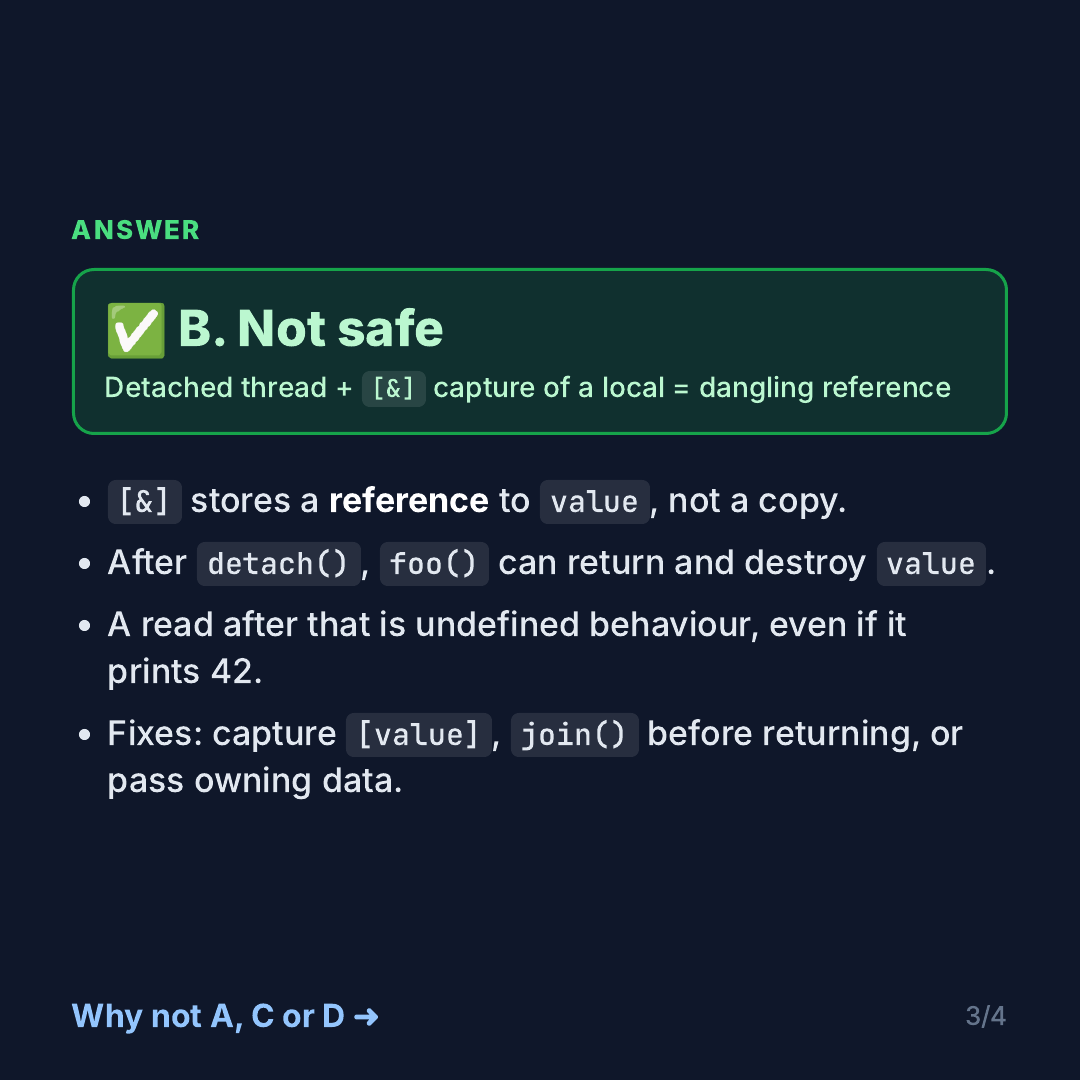 ANSWER
✅ B. Not safe
Detached thread + [&] capture of a local = dangling reference
• [&] stores a reference to value, not a copy.
• After detach(), foo() can return and destroy value.
• A read after that is undefined behaviour, even if it
prints 42.
• Fixes: capture [value], join() before returning, or
pass owning data.
Why not A, C or D ➜
3/4